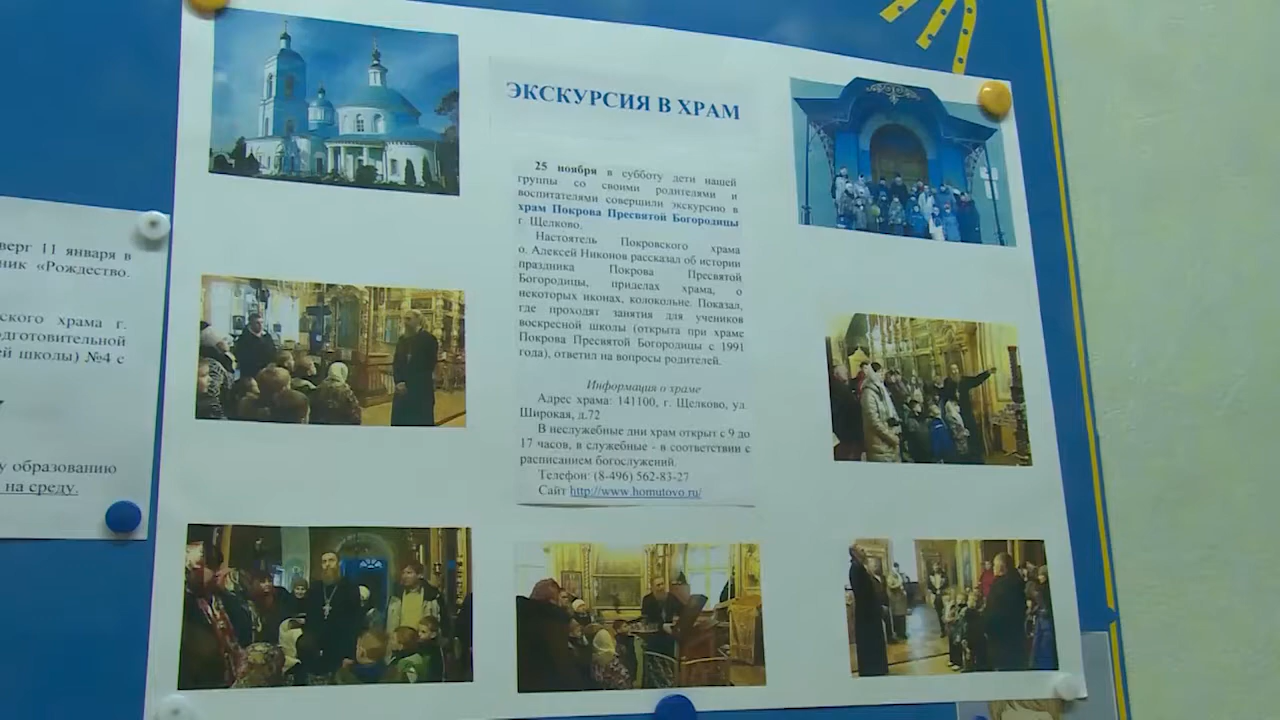 верг 11 января в
ник «Рождество.
ского храма г.
одготовительной
ей школы) №4 с
у образованию
на среду.
ЭКСКУРСИЯ В ХРАМ
25 ноября в субботу дети нашей
группы со своими родителями и
воспитателями совершили экскурсию в
храм Покрова Пресвятой Богородицы
г. Щелково.
Настоятель Покровского храма
о. Алексей Никонов рассказал об истории
праздника Покрова Пресвятой
Богородицы, приделах храма, о
некоторых иконах, колокольне. Показал,
где проходят занятия для учеников
воскресной школы (открыта при храме
Покрова Пресвятой Богородицы с 1991
года), ответил на вопросы родителей.
Информация о храме
Адрес храма: 141100, г. Щелково, ул.
Широкая, д.72
В неслужебные дни храм открыт с 9 до
17 часов, в служебные - в соответствии с
расписанием богослужений.
Телефон: (8-496) 562-83-27
Сайт http://www.homutovo.ru/